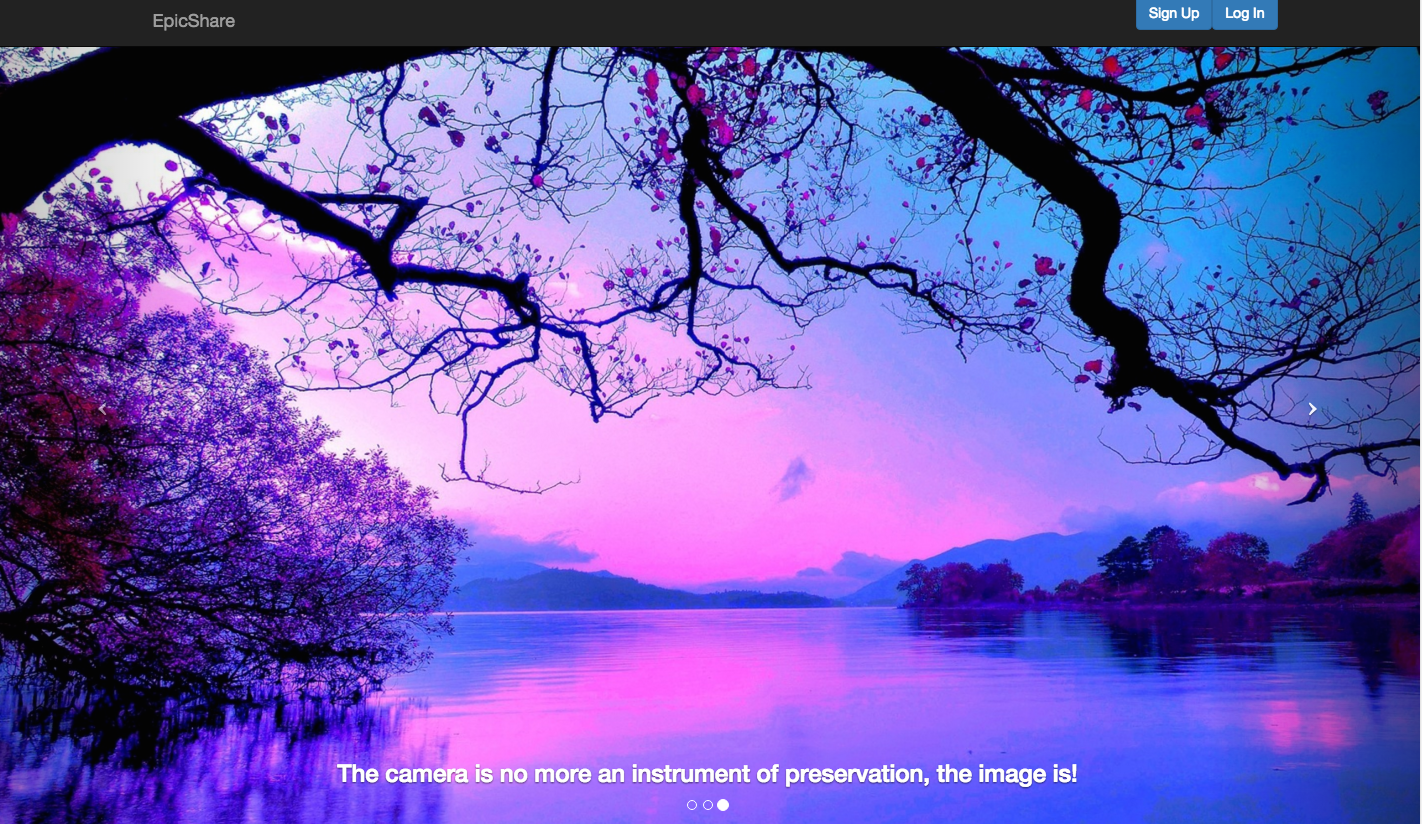 EpicShare
Sign Up
Log In
The camera is no more an instrument of preservation, the image is!